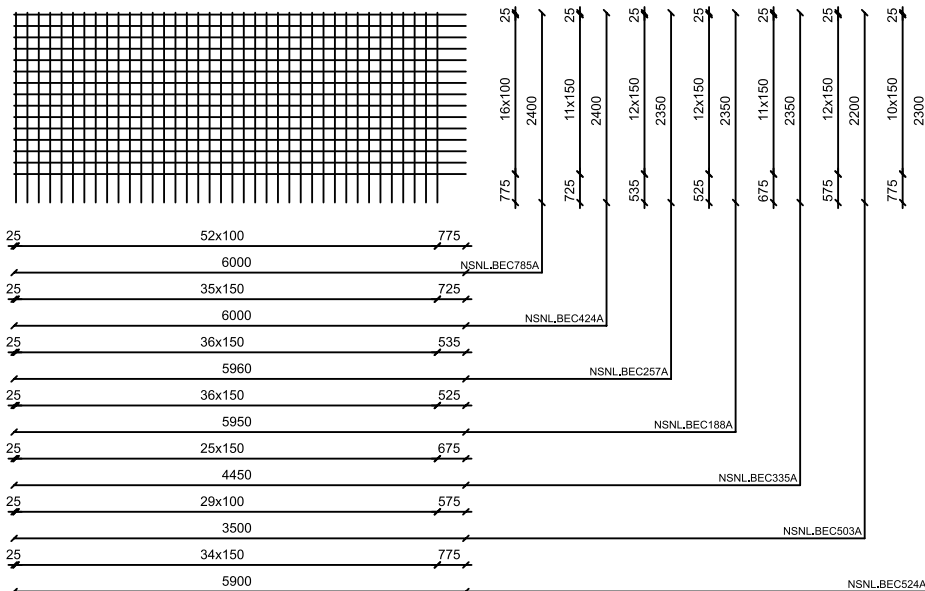 25 25 25 25 25 25 25
16x100 2400 11x150 2400 12x150 2350 12x150 2350 11x150 2350 12x150 2200 10x150 2300
775 725 535 525 675 575 775
25 52x100 775
6000 NSNL.BEC785A
25 35x150 725
6000 NSNL.BEC424A
25 36x150 535
5960 NSNL.BEC257A
25 36x150 525
5950 NSNL.BEC188A
25 25x150 675
4450 NSNL.BEC335A
25 29x100 575
3500 NSNL.BEC503A
25 34x150 775
5900 NSNL.BEC524A